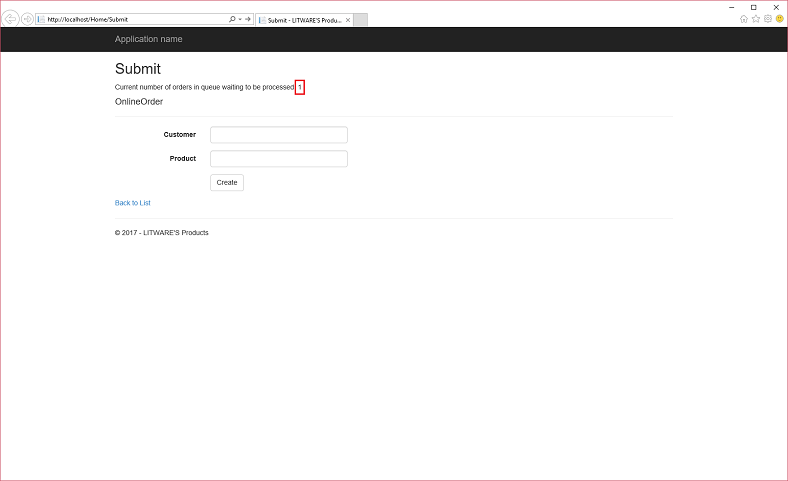 http://localhost/Home/Submit
Submit - LITWARE'S Produ...
Application name
Submit
Current number of orders in queue waiting to be processed 1
OnlineOrder
Customer
Product
Create
Back to List
© 2017 - LITWARE'S Products